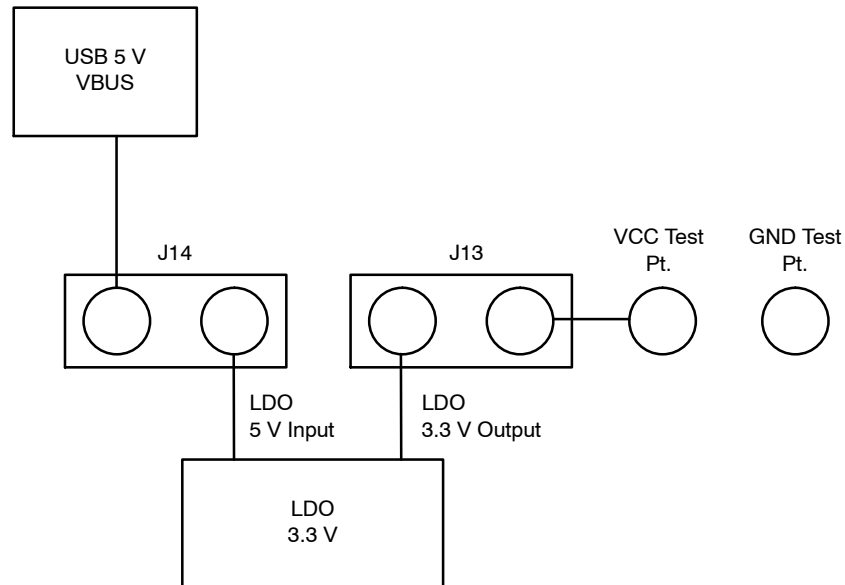 USB 5 V
VBUS
J14
J13
VCC Test
Pt.
GND Test
Pt.
LDO
5 V Input
LDO
3.3 V Output
LDO
3.3 V